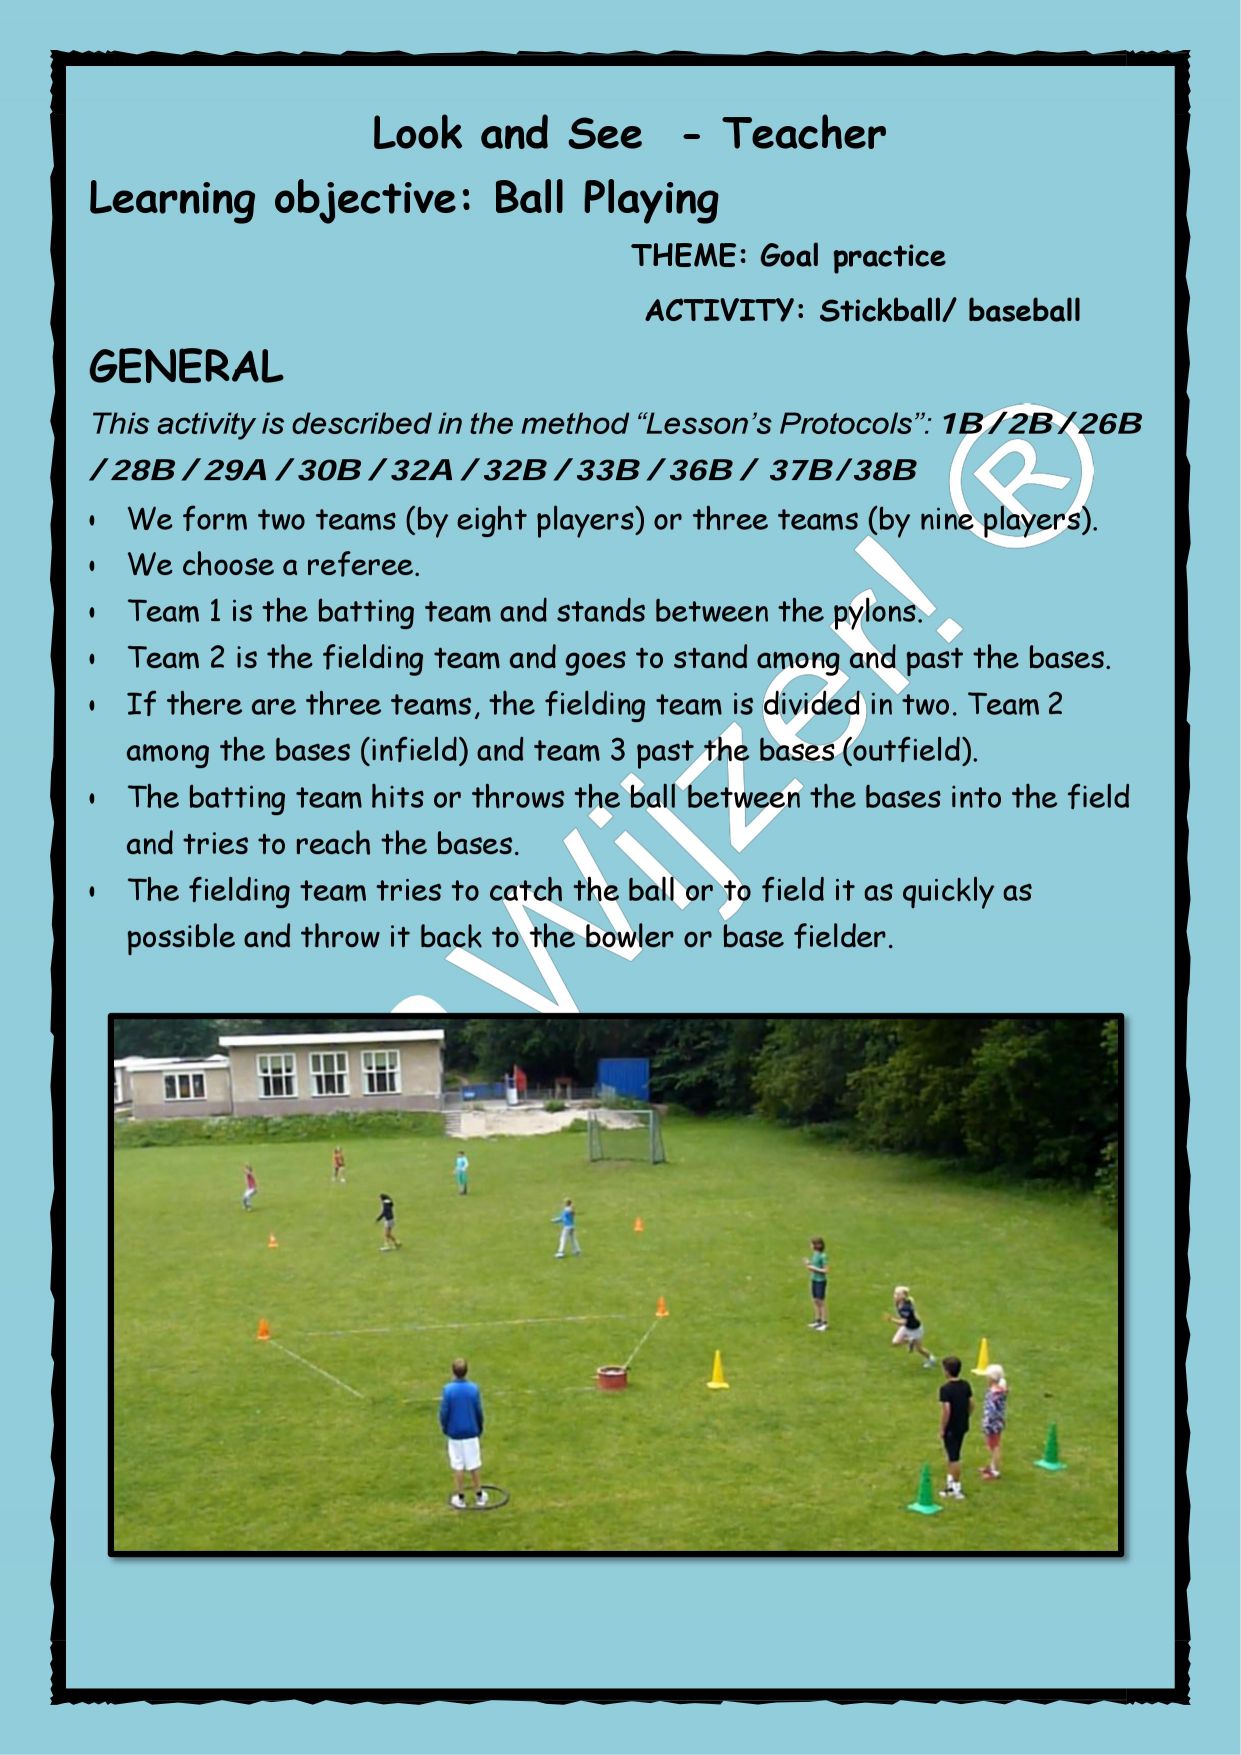 Look and See - Teacher
Learning objective: Ball Playing
THEME: Goal practice
ACTIVITY: Stickball/ baseball
GENERAL
This activity is described in the method “Lesson’s Protocols”: 1B / 2B / 26B
/ 28B / 29A / 30B / 32A / 32B / 33B / 36B / 37B / 38B
• We form two teams (by eight players) or three teams (by nine players).
• We choose a referee.
• Team 1 is the batting team and stands between the pylons.
• Team 2 is the fielding team and goes to stand among and past the bases.
• If there are three teams, the fielding team is divided in two. Team 2
among the bases (infield) and team 3 past the bases (outfield).
• The batting team hits or throws the ball between the bases into the field
and tries to reach the bases.
• The fielding team tries to catch the ball or to field it as quickly as
possible and throw it back to the bowler or base fielder.
Wijzer! ®